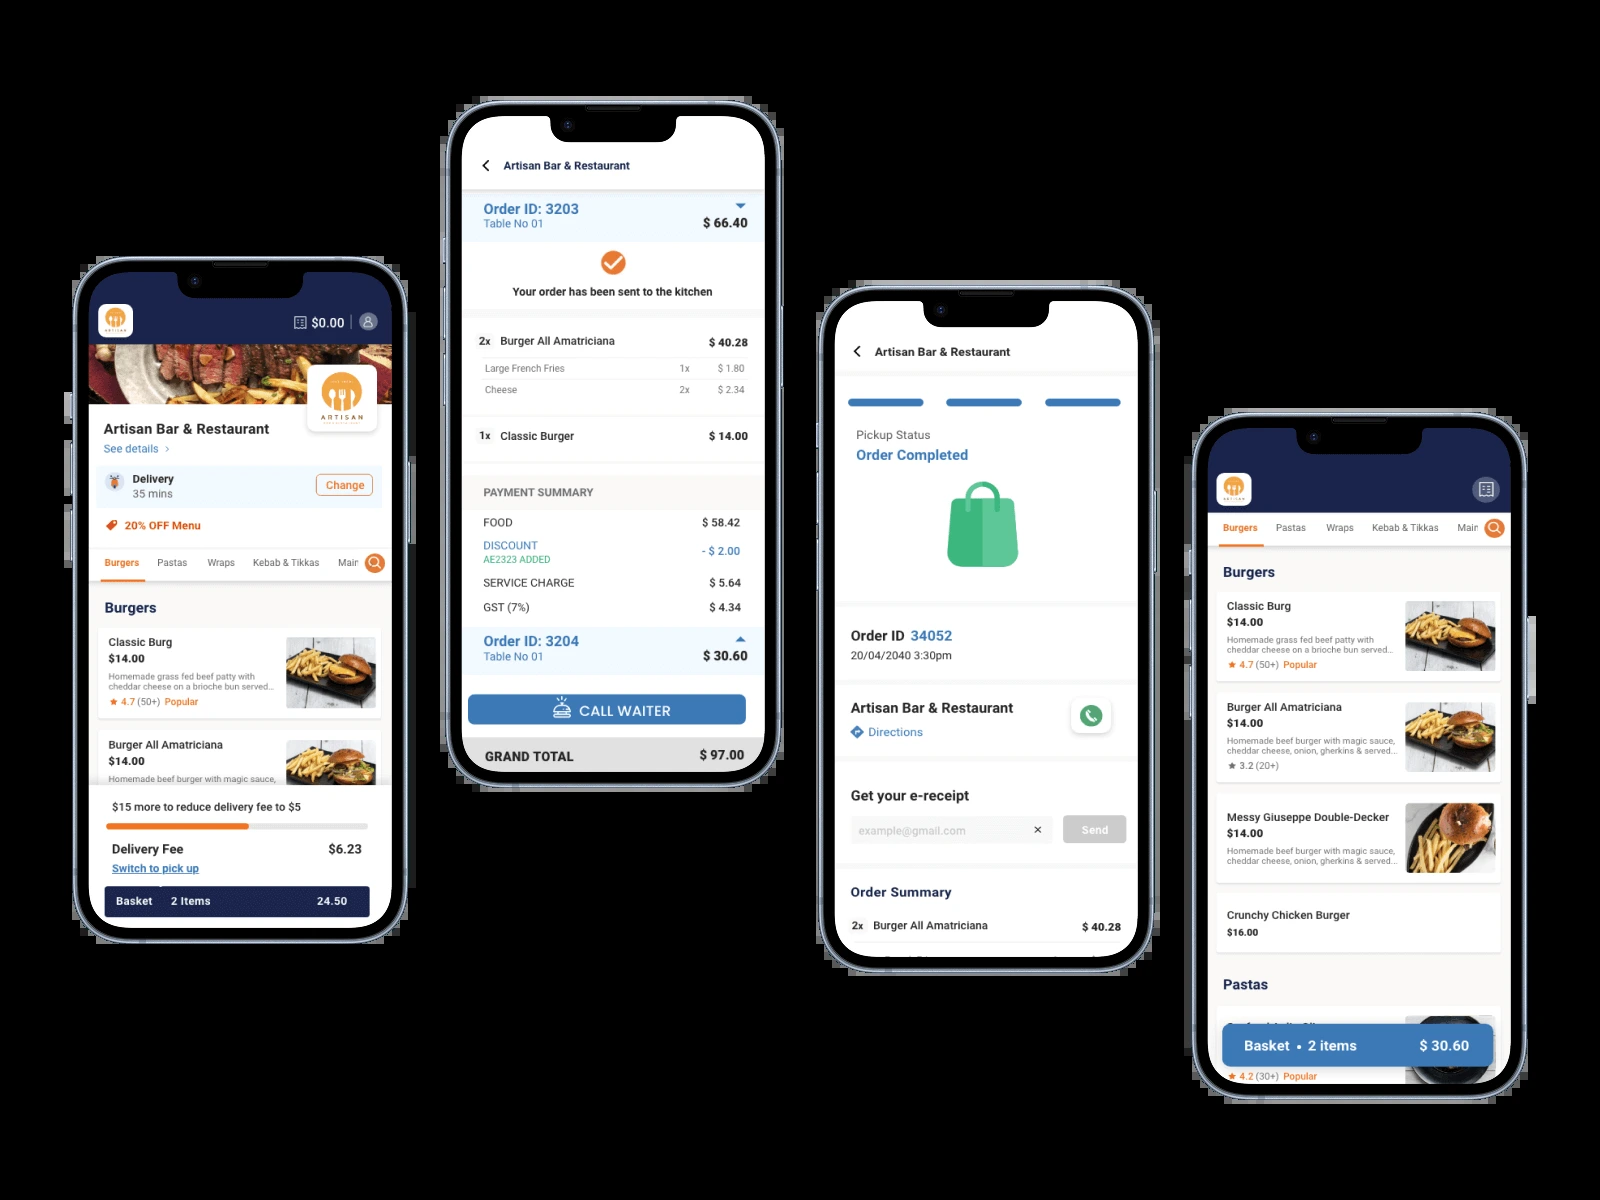 $0.00
ARTISAN
Artisan Bar & Restaurant
See details
Delivery
35 mins
Change
20% OFF Menu
Burgers Pastas Wraps Kebab & Tikkas Main
Burgers
Classic Burg
$14.00
Homemade grass fed beef patty with
cheddar cheese on a brioche bun served...
4.7 (50+) Popular
Burger All Amatriciana
$14.00
Homemade beef burger with magic sauce,
$15 more to reduce delivery fee to $5
Delivery Fee $6.23
Switch to pick up
Basket 2 Items 24.50
Artisan Bar & Restaurant
Order ID: 3203
Table No 01 $ 66.40
Your order has been sent to the kitchen
2x Burger All Amatriciana $ 40.28
Large French Fries 1x $ 1.80
Cheese 2x $ 2.34
1x Classic Burger $ 14.00
PAYMENT SUMMARY
FOOD $ 58.42
DISCOUNT - $ 2.00
AE2323 ADDED
SERVICE CHARGE $ 5.64
GST (7%) $ 4.34
Order ID: 3204
Table No 01 $ 30.60
CALL WAITER
GRAND TOTAL $ 97.00
Artisan Bar & Restaurant
Pickup Status
Order Completed
Order ID 34052
20/04/2040 3:30pm
Artisan Bar & Restaurant
Directions
Get your e-receipt
example@gmail.com × Send
Order Summary
2x Burger All Amatriciana $ 40.28
Burgers Pastas Wraps Kebab & Tikkas Main
Burgers
Classic Burg
$14.00
Homemade grass fed beef patty with
cheddar cheese on a brioche bun served...
4.7 (50+) Popular
Burger All Amatriciana
$14.00
Homemade beef burger with magic sauce,
cheddar cheese, onion, gherkins & served...
3.2 (20+)
Messy Giuseppe Double-Decker
$14.00
Homemade beef burger with magic sauce,
cheddar cheese, onion, gherkins & served...
Crunchy Chicken Burger
$16.00
Pastas
Basket • 2 items $ 30.60
4.2 (30+) Popular